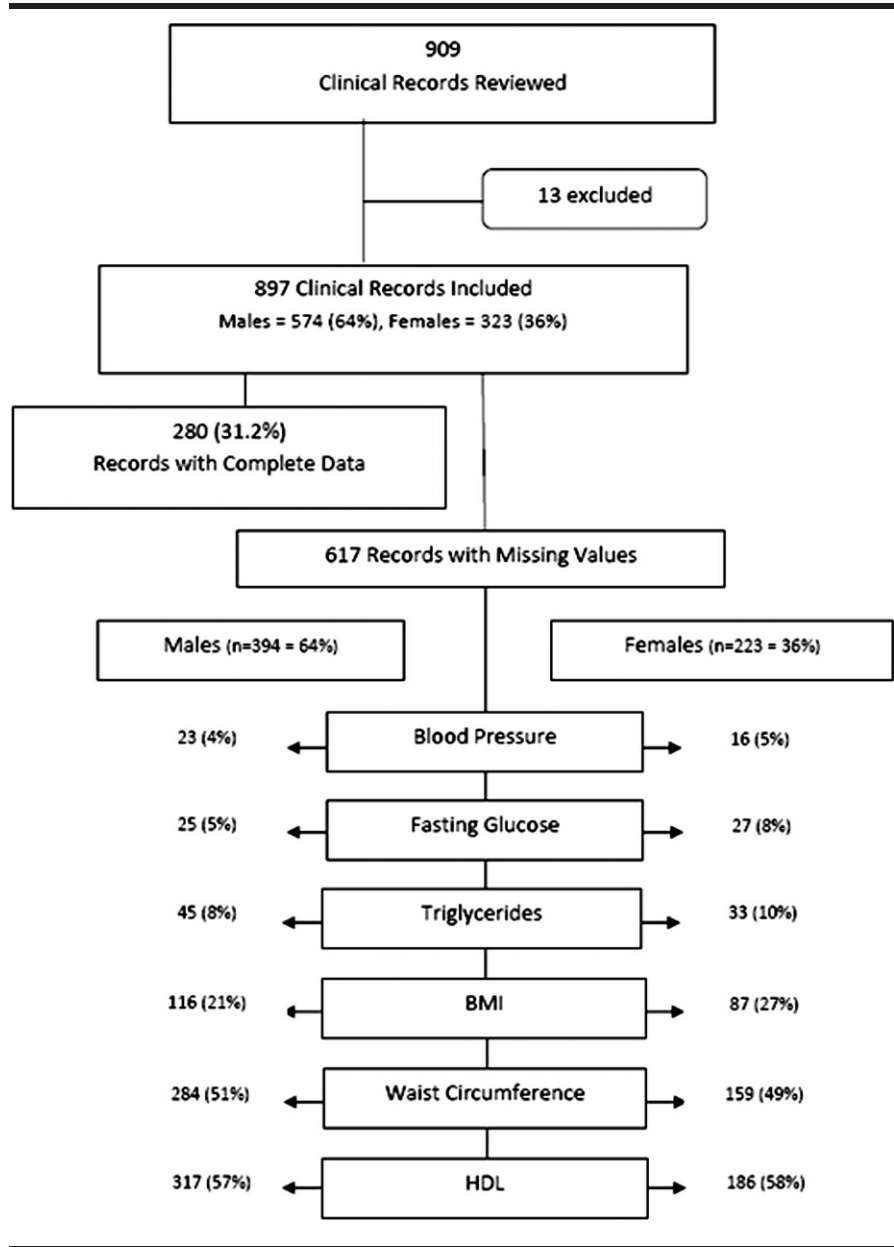 909
Clinical Records Reviewed
13 excluded
897 Clinical Records Included
Males = 574 (64%), Females = 323 (36%)
280 (31.2%)
Records with Complete Data
617 Records with Missing Values
Males (n=394 = 64%)
Females (n=223 = 36%)
23 (4%)
Blood Pressure
16 (5%)
25 (5%)
Fasting Glucose
27 (8%)
45 (8%)
Triglycerides
33 (10%)
116 (21%)
BMI
87 (27%)
284 (51%)
Waist Circumference
159 (49%)
317 (57%)
HDL
186 (58%)